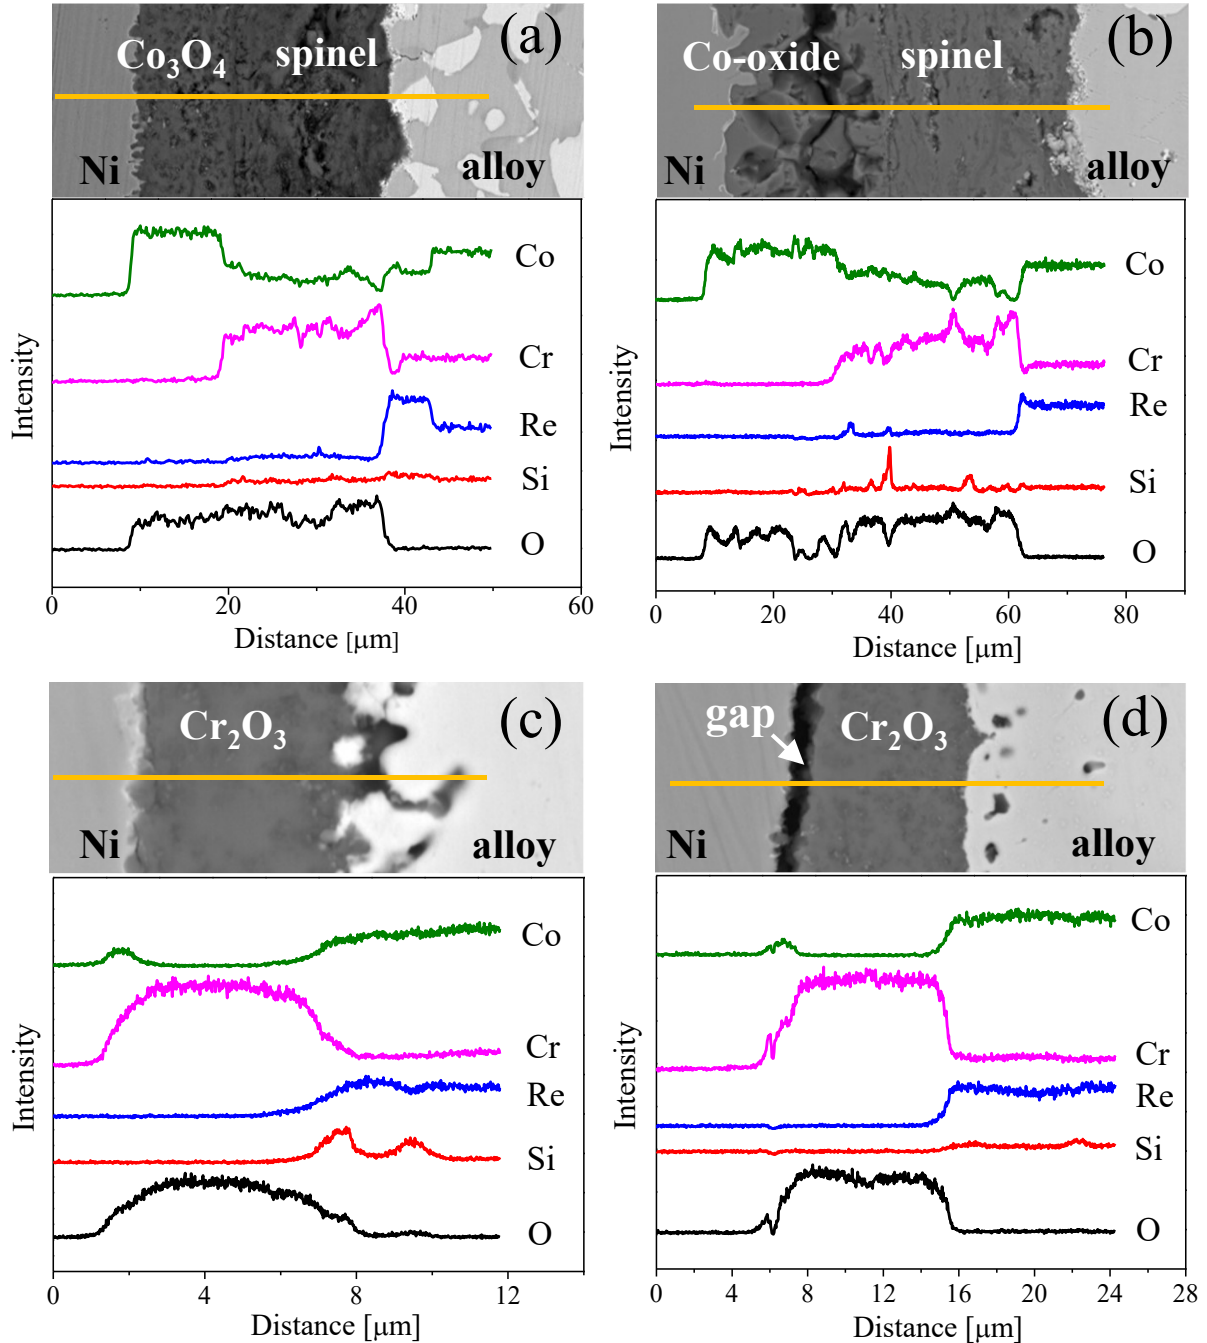 (a)
Co₃O₄ spinel
Ni alloy
Co
Cr
Re
Si
O
Intensity
0 20 40 60
Distance [μm]
(b)
Co-oxide spinel
Ni alloy
Co
Cr
Re
Si
O
Intensity
0 20 40 60 80
Distance [μm]
(c)
Cr₂O₃
Ni alloy
Co
Cr
Re
Si
O
Intensity
0 4 8 12
Distance [μm]
(d)
gap Cr₂O₃
Ni alloy
Co
Cr
Re
Si
O
Intensity
0 4 8 12 16 20 24 28
Distance [μm]